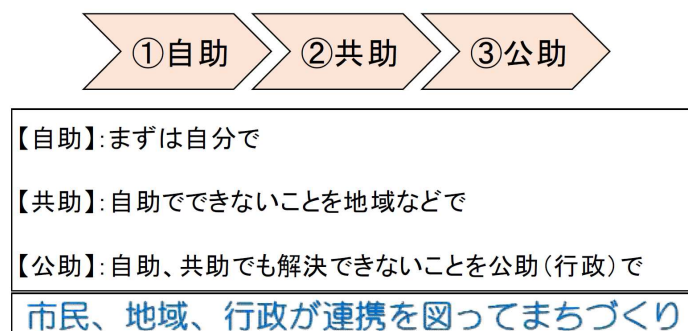 ①自助 ②共助 ③公助
【自助】:まずは自分で
【共助】:自助でできないことを地域などで
【公助】:自助、共助でも解決できないことを公助(行政)で
市民、地域、行政が連携を図ってまちづくり